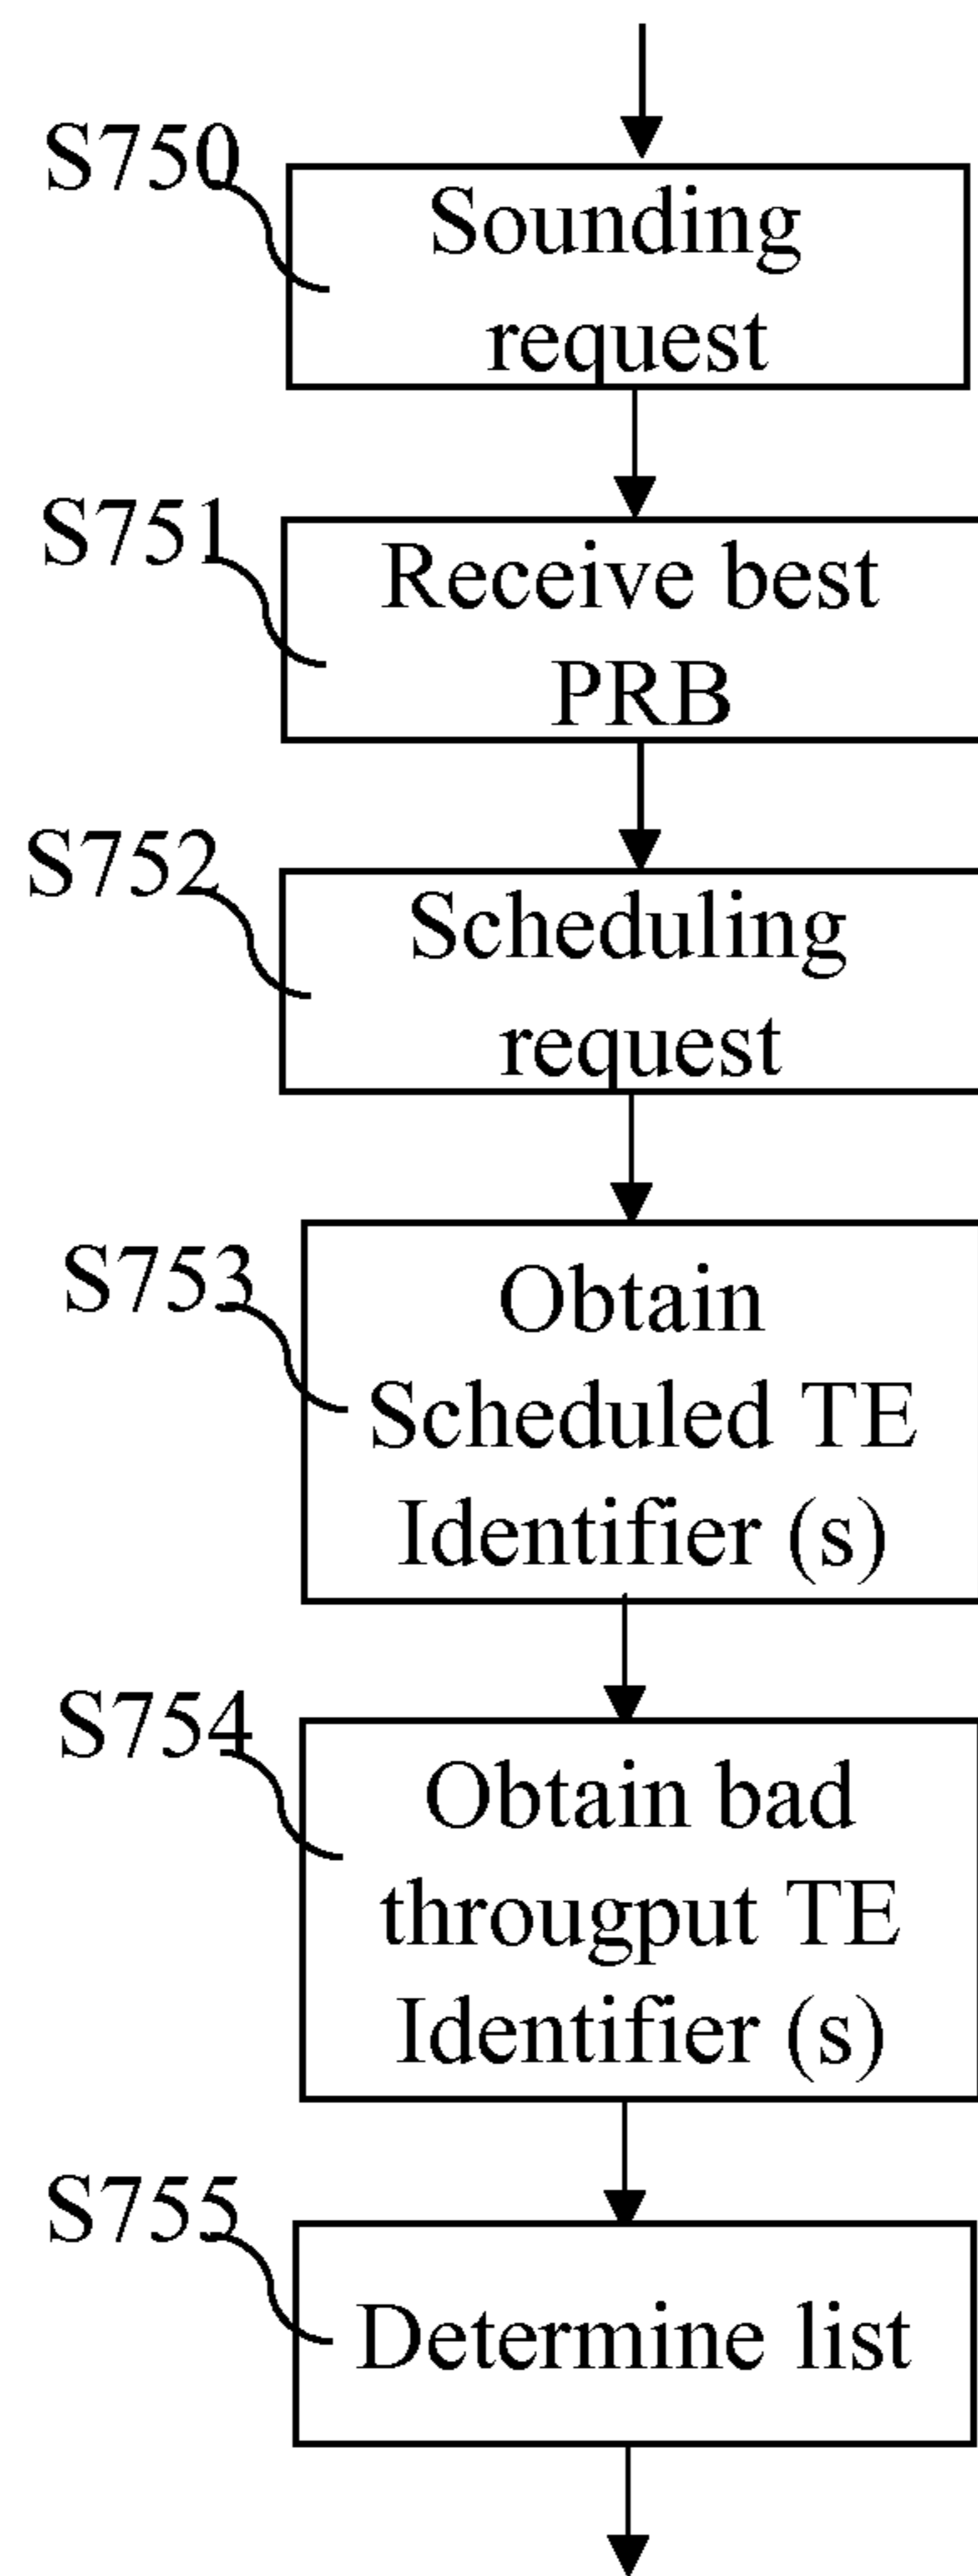 S750
Sounding
request
S751
Receive best
PRB
S752
Scheduling
request
S753
Obtain
Scheduled TE
Identifier (s)
S754
Obtain bad
througput TE
Identifier (s)
S755
Determine list